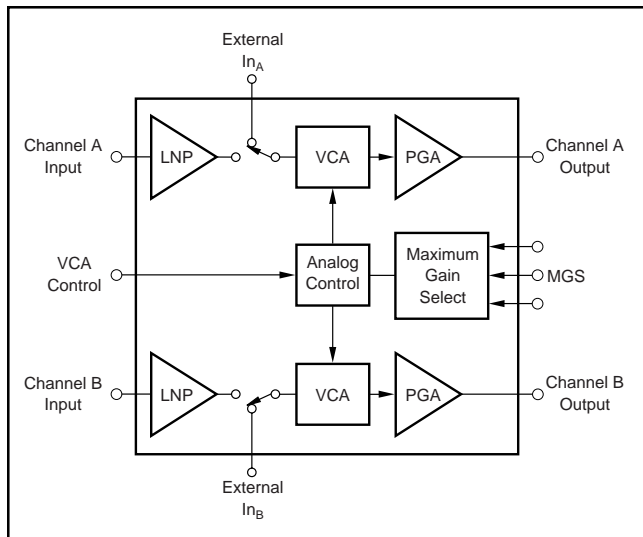 External
In_A
Channel A
Input
LNP
VCA
PGA
Channel A
Output
VCA
Control
Analog
Control
Maximum
Gain
Select
MGS
Channel B
Input
LNP
VCA
PGA
Channel B
Output
External
In_B